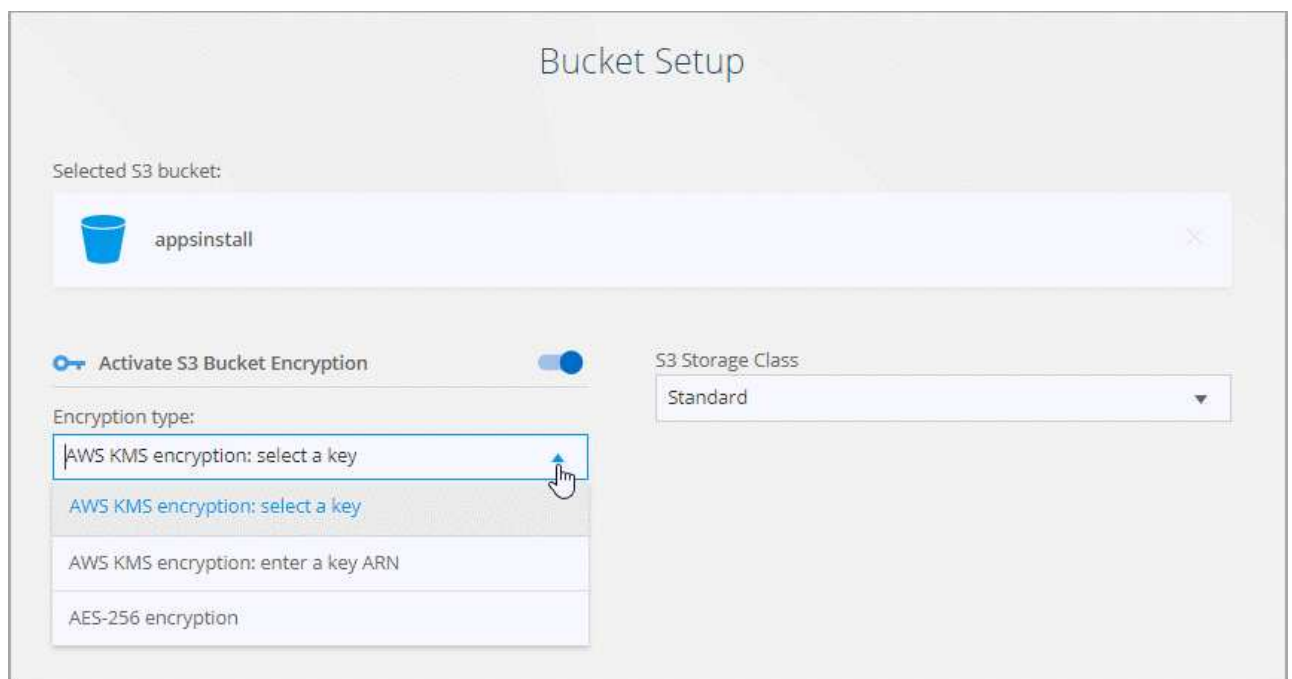 Bucket Setup
Selected S3 bucket:
appsinstall
Activate S3 Bucket Encryption
S3 Storage Class
Standard
Encryption type:
AWS KMS encryption: select a key
AWS KMS encryption: select a key
AWS KMS encryption: enter a key ARN
AES-256 encryption